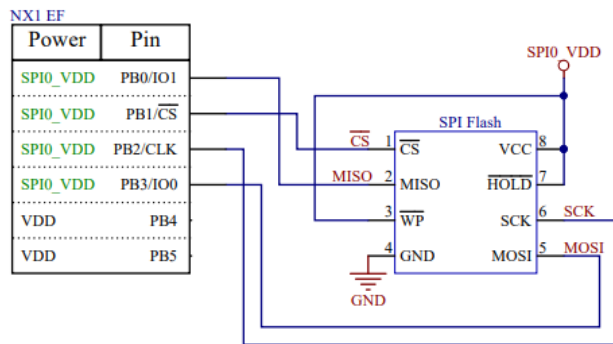 NX1 EF
Power Pin
SPI0_VDD PB0/IO1
SPI0_VDD PB1/CS
SPI0_VDD PB2/CLK
SPI0_VDD PB3/IO0
VDD PB4
VDD PB5
SPI0_VDD
SPI Flash
CS 1 CS VCC 8
MISO 2 MISO HOLD 7
3 WP SCK 6 SCK
4 GND MOSI 5 MOSI
GND